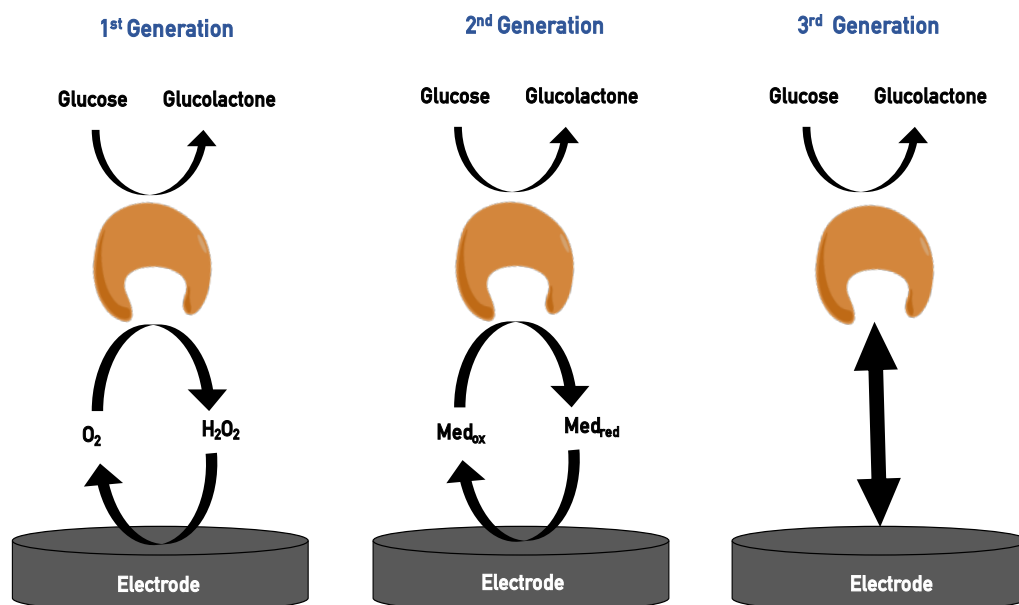 1st Generation
Glucose Glucolactone
O2 H2O2
Electrode
2nd Generation
Glucose Glucolactone
Medox Medred
Electrode
3rd Generation
Glucose Glucolactone
Electrode